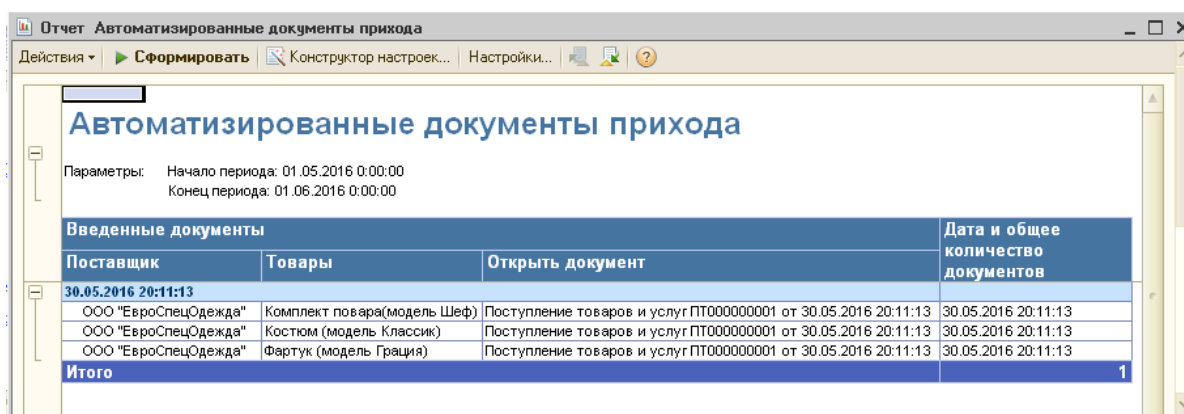 Отчет Автоматизированные документы прихода
Действия Сформировать Конструктор настроек... Настройки...
Автоматизированные документы прихода
Параметры: Начало периода: 01.05.2016 0:00:00
Конец периода: 01.06.2016 0:00:00
Введенные документы Дата и общее количество документов
Поставщик Товары Открыть документ
30.05.2016 20:11:13
ООО "ЕвроСпецОдежда" Комплект повара(модель Шеф) Поступление товаров и услуг ПТ000000001 от 30.05.2016 20:11:13 30.05.2016 20:11:13
ООО "ЕвроСпецОдежда" Костюм (модель Классик) Поступление товаров и услуг ПТ000000001 от 30.05.2016 20:11:13 30.05.2016 20:11:13
ООО "ЕвроСпецОдежда" Фартук (модель Грация) Поступление товаров и услуг ПТ000000001 от 30.05.2016 20:11:13 30.05.2016 20:11:13
Итого 1